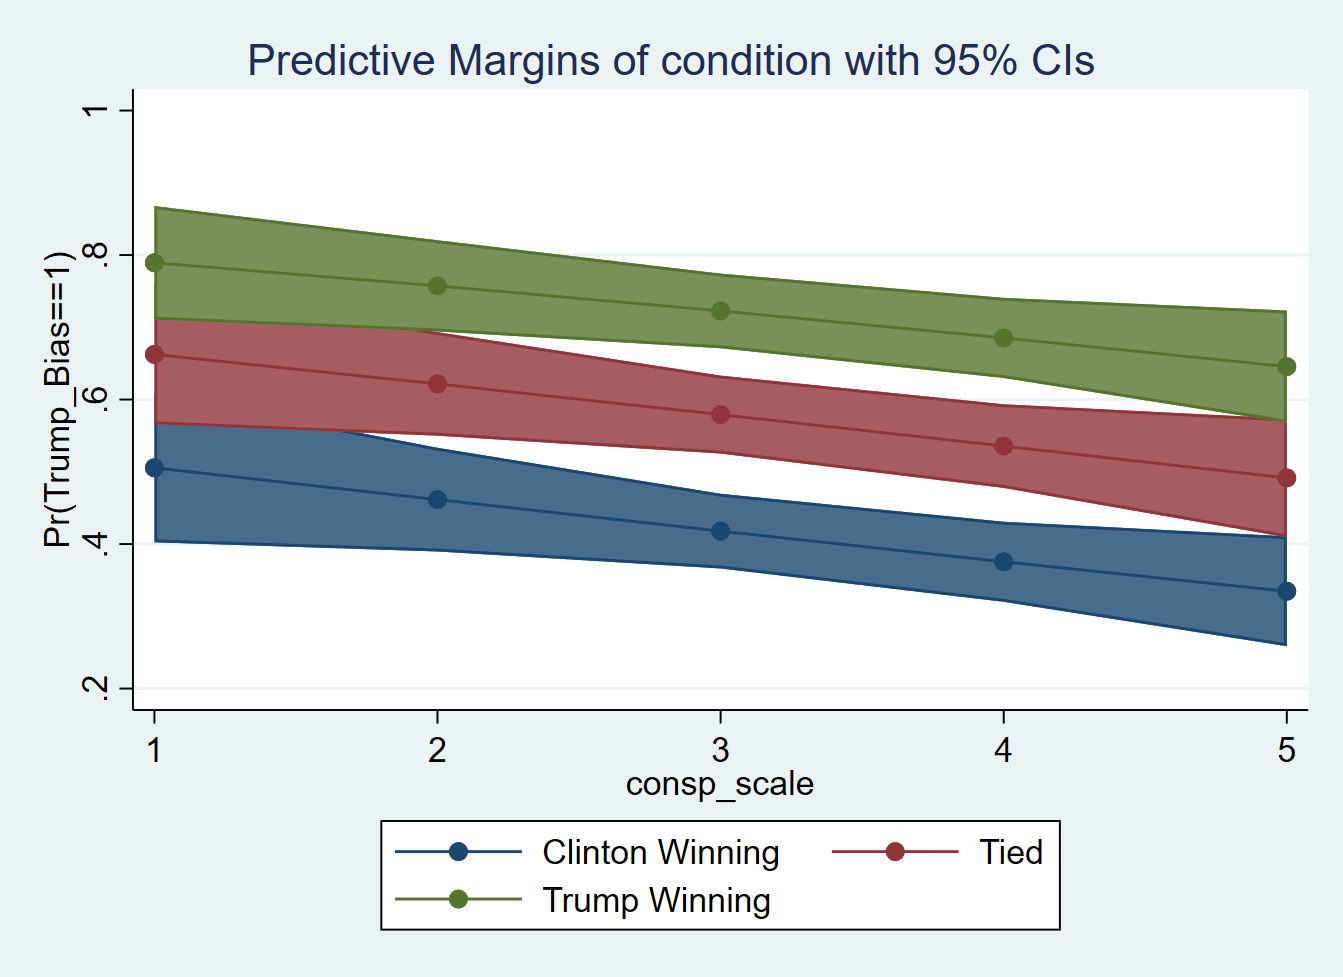 Predictive Margins of condition with 95% CIs
Pr(Trump_Bias==1)
1
.8
.6
.4
.2
1 2 3 4 5
consp_scale
Clinton Winning Tied
Trump Winning